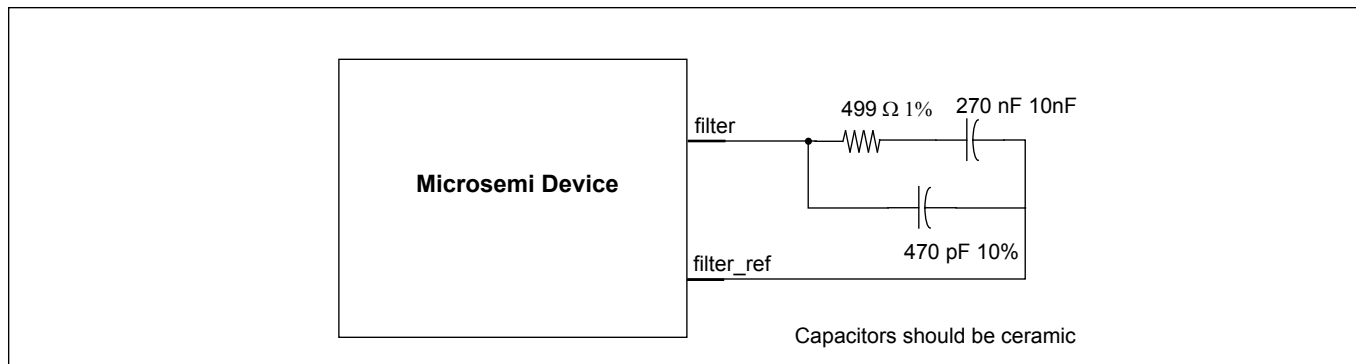 499 Ω 1%
270 nF 10nF
filter
Microsemi Device
470 pF 10%
filter_ref
Capacitors should be ceramic